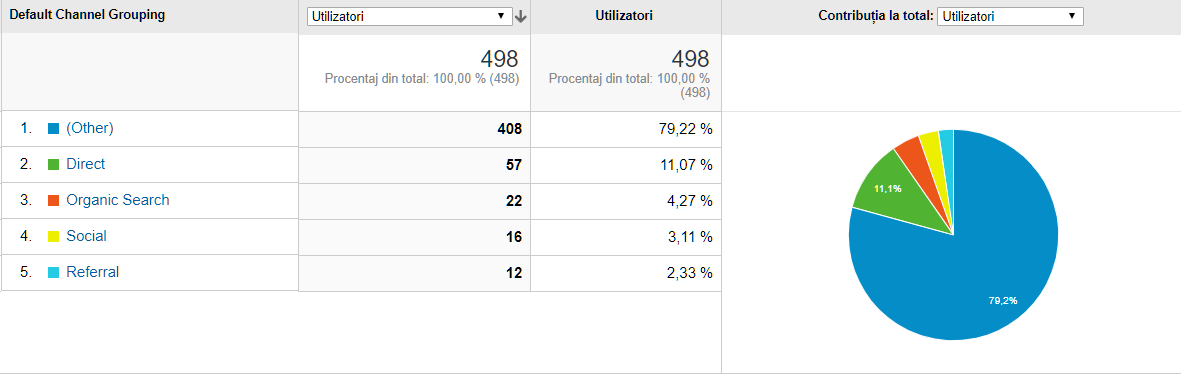 Default Channel Grouping
Utilizatori
Utilizatori
Contribuția la total: Utilizatori
498
Procentaj din total: 100,00 % (498)
498
Procentaj din total: 100,00 %
(498)
1. (Other) 408 79,22 %
2. Direct 57 11,07 %
3. Organic Search 22 4,27 %
4. Social 16 3,11 %
5. Referral 12 2,33 %
11,1%
79,2%